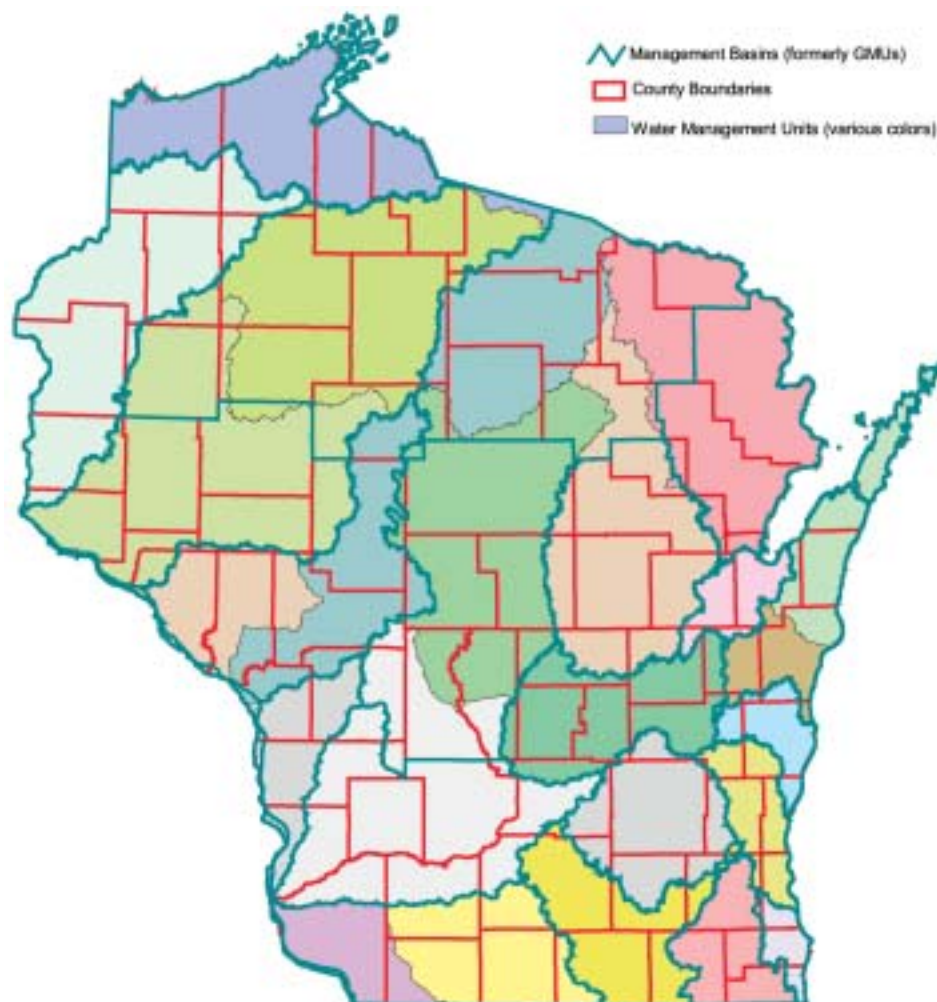 Management Basins (formerly GMUs)
County Boundaries
Water Management Units (various colors)